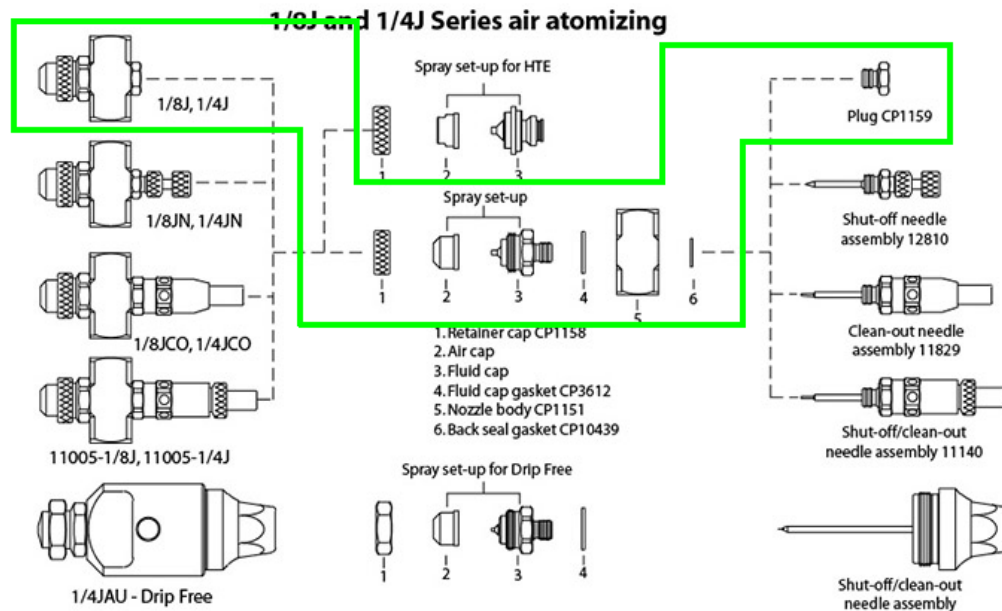 1/8J and 1/4J Series air atomizing
Spray set-up for HTE
1/8J, 1/4J
Plug CP1159
1
2
3
1/8JN, 1/4JN
Spray set-up
Shut-off needle
assembly 12810
1
2
3
4
5
6
1/8JCO, 1/4JCO
Clean-out needle
assembly 11829
1. Retainer cap CP1158
2. Air cap
3. Fluid cap
4. Fluid cap gasket CP3612
5. Nozzle body CP1151
6. Back seal gasket CP10439
11005-1/8J, 11005-1/4J
Shut-off/clean-out
needle assembly 11140
Spray set-up for Drip Free
1
2
3
4
1/4JAU - Drip Free
Shut-off/clean-out
needle assembly